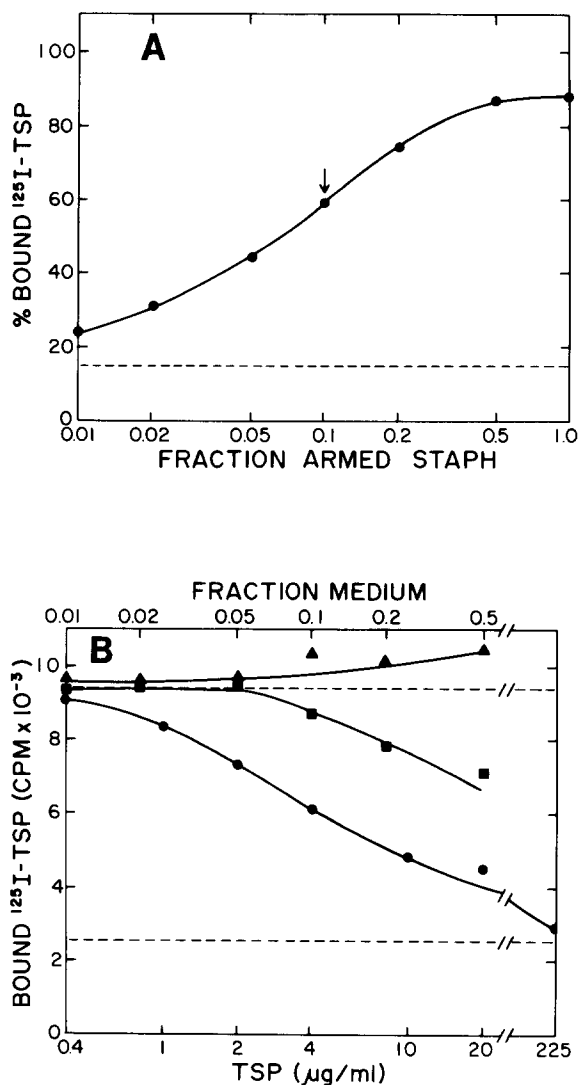 A
% BOUND ¹²⁵I-TSP
100
80
60
40
20
0
0.01 0.02 0.05 0.1 0.2 0.5 1.0
FRACTION ARMED STAPH
FRACTION MEDIUM
0.01 0.02 0.05 0.1 0.2 0.5
B
BOUND ¹²⁵I-TSP (CPM x 10⁻³)
10
8
6
4
2
0
0.4 1 2 4 10 20 225
TSP (μg/ml)